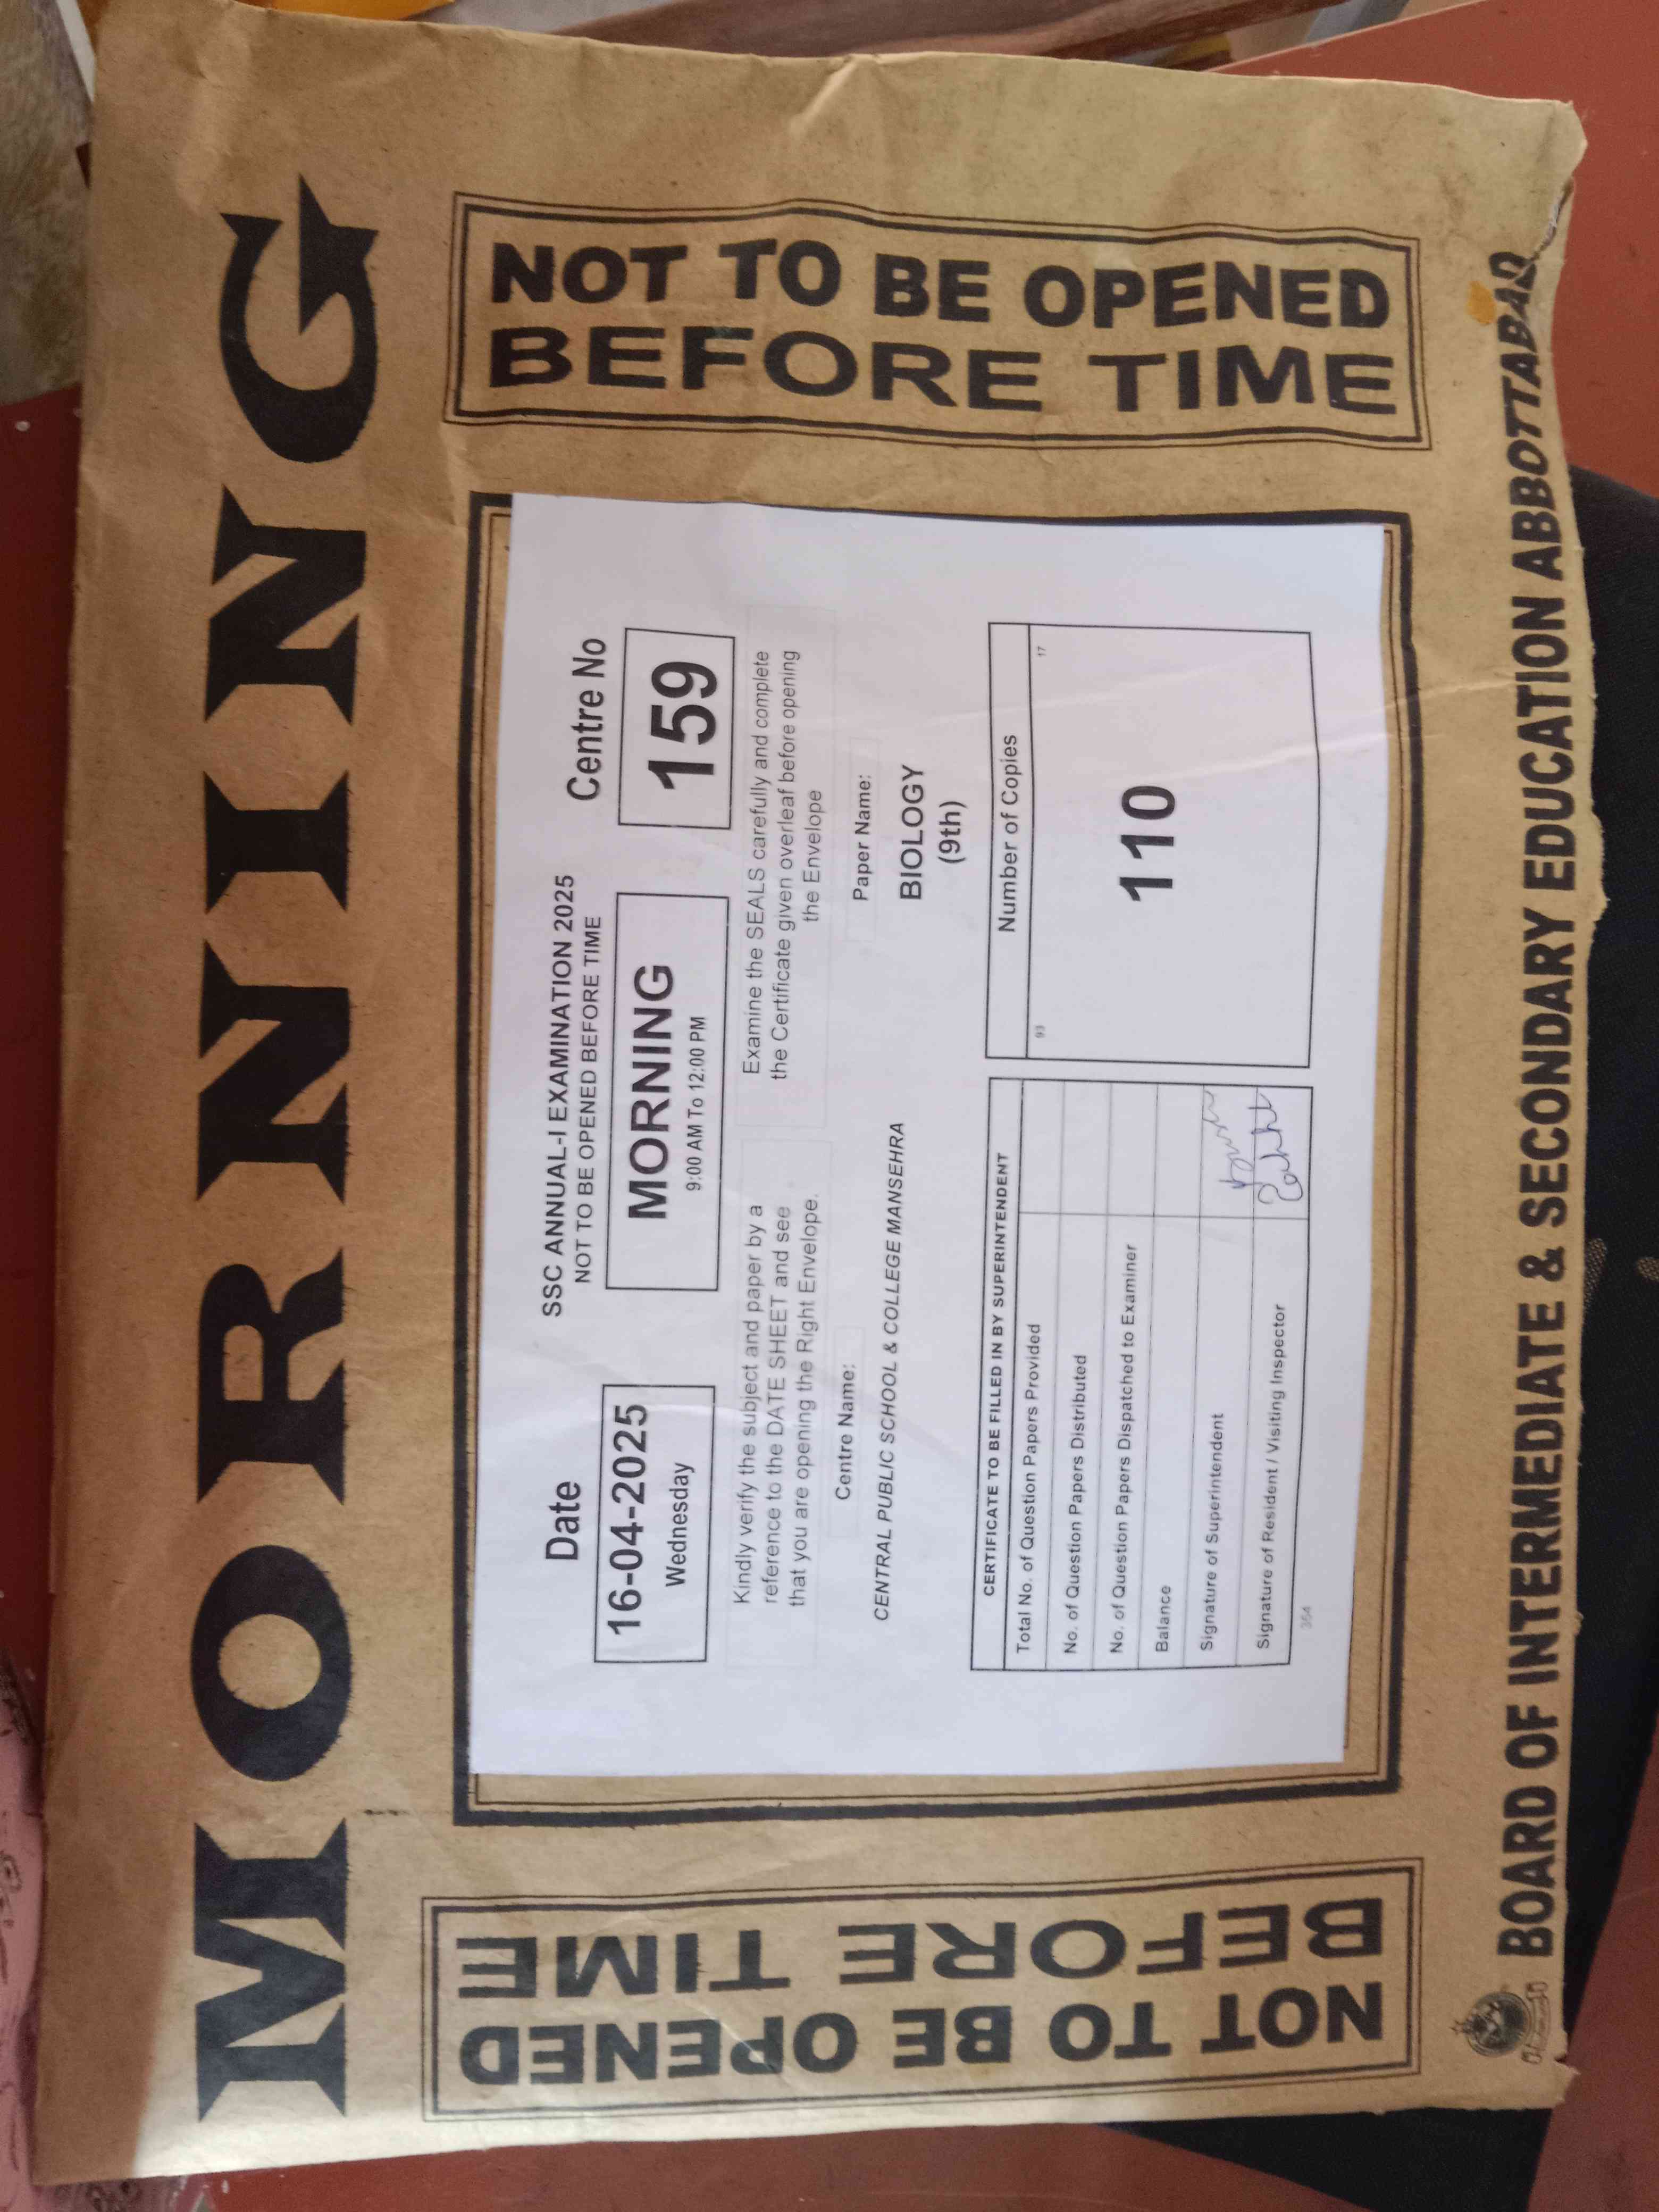 MORNING
NOT TO BE OPENED
BEFORE TIME
Date
SSC ANNUAL-I EXAMINATION 2025
NOT TO BE OPENED BEFORE TIME
Centre No
16-04-2025
Wednesday
MORNING
9:00 AM To 12:00 PM
159
Kindly verify the subject and paper by a
reference to the DATE SHEET and see
that you are opening the Right Envelope.
Examine the SEALS carefully and complete
the Certificate given overleaf before opening
the Envelope
Centre Name:
CENTRAL PUBLIC SCHOOL & COLLEGE MANSEHRA
Paper Name:
BIOLOGY
(9th)
CERTIFICATE TO BE FILLED IN BY SUPERINTENDENT
Total No. of Question Papers Provided
No. of Question Papers Distributed
No. of Question Papers Dispatched to Examiner
Balance
Signature of Superintendent
Signature of Resident / Visiting Inspector
354
Number of Copies
93
17
110
NOT TO BE OPENED
BEFORE TIME
BOARD OF INTERMEDIATE & SECONDARY EDUCATION ABBOTTABAD